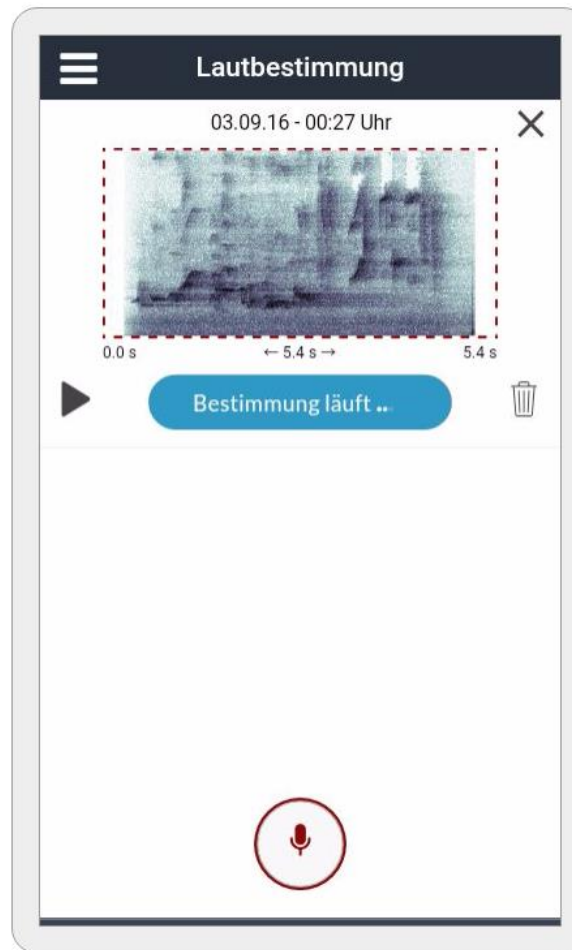 Lautbestimmung
03.09.16 - 00:27 Uhr
0.0 s ← 5.4 s → 5.4 s
Bestimmung läuft ..